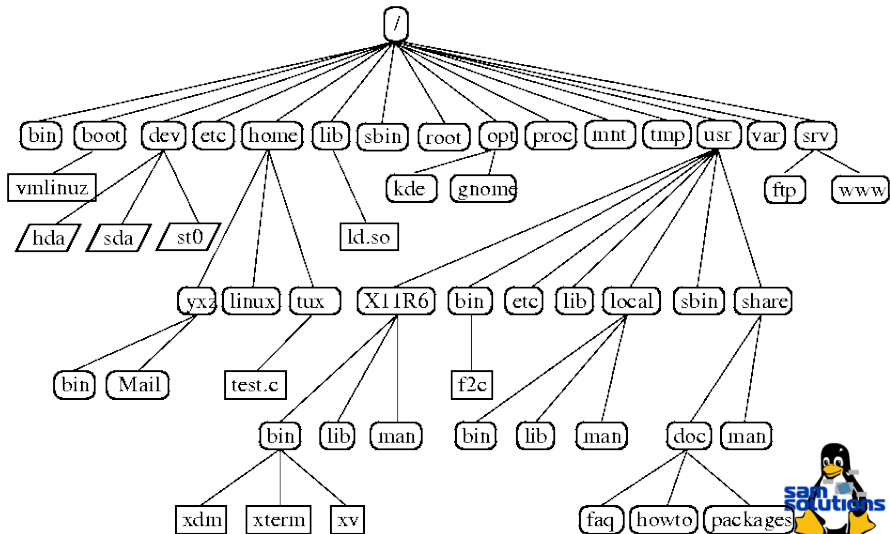 /
bin boot dev etc home lib sbin root opt proc mnt tmp usr var srv
vmlinuz kde gnome ftp www
hda sda st0 ld.so
yxz linux tux X11R6 bin etc lib local sbin share
bin Mail test.c f2c
bin lib man bin lib man doc man
xdm xterm xv faq howto packages
sam
solutions